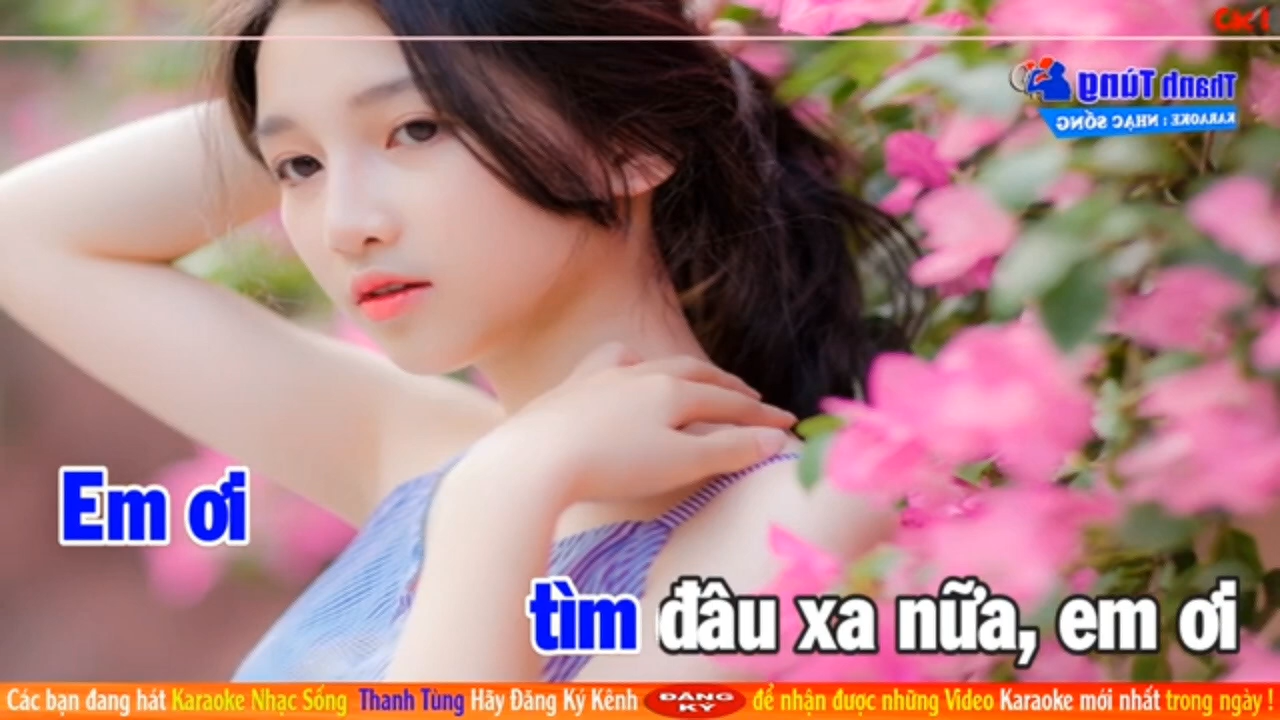 Thanh Tùng
KARAOKE : NHẠC SỐNG
Em ơi
tìm đâu xa nữa, em ơi
Các bạn đang hát Karaoke Nhạc Sống Thanh Tùng Hãy Đăng Ký Kênh ĐĂNG KÝ để nhận được những Video Karaoke mới nhất trong ngày !